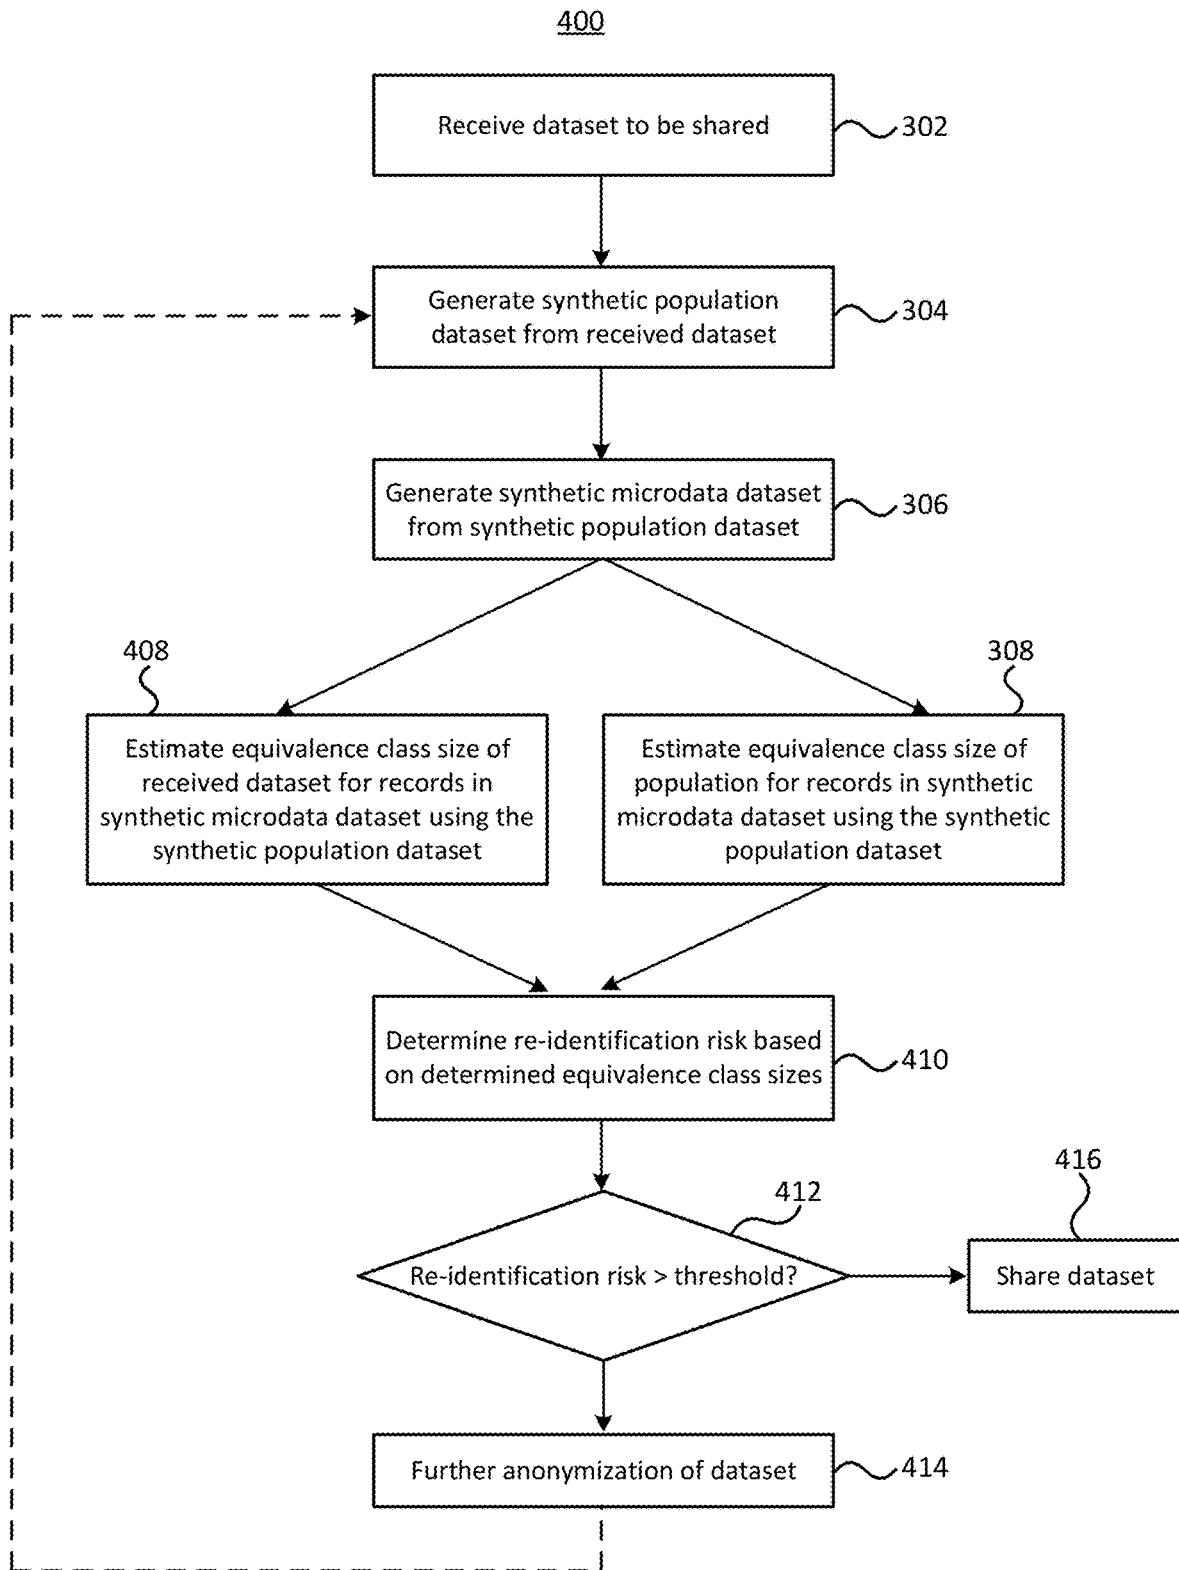 400
Receive dataset to be shared
302
Generate synthetic population
dataset from received dataset
304
Generate synthetic microdata dataset
from synthetic population dataset
306
408
308
Estimate equivalence class size of
received dataset for records in
synthetic microdata dataset using the
synthetic population dataset
Estimate equivalence class size of
population for records in synthetic
microdata dataset using the synthetic
population dataset
Determine re-identification risk based
on determined equivalence class sizes
410
412
416
Re-identification risk > threshold?
Share dataset
Further anonymization of dataset
414